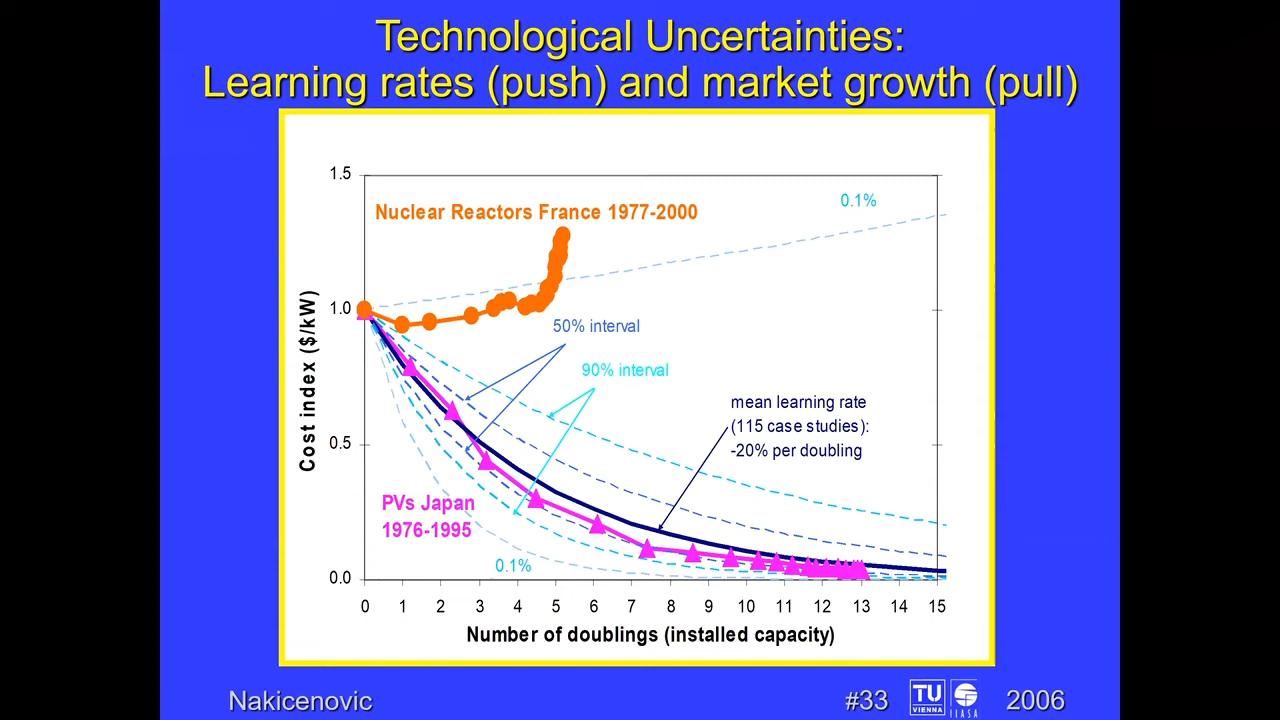 Technological Uncertainties:
Learning rates (push) and market growth (pull)
1.5
1.0
0.5
0.0
Cost index ($/kW)
Nuclear Reactors France 1977-2000
0.1%
50% interval
90% interval
mean learning rate
(115 case studies):
-20% per doubling
PVs Japan
1976-1995
0.1%
0 1 2 3 4 5 6 7 8 9 10 11 12 13 14 15
Number of doublings (installed capacity)
Nakicenovic
#33
TU
VIENNA
IIASA
2006